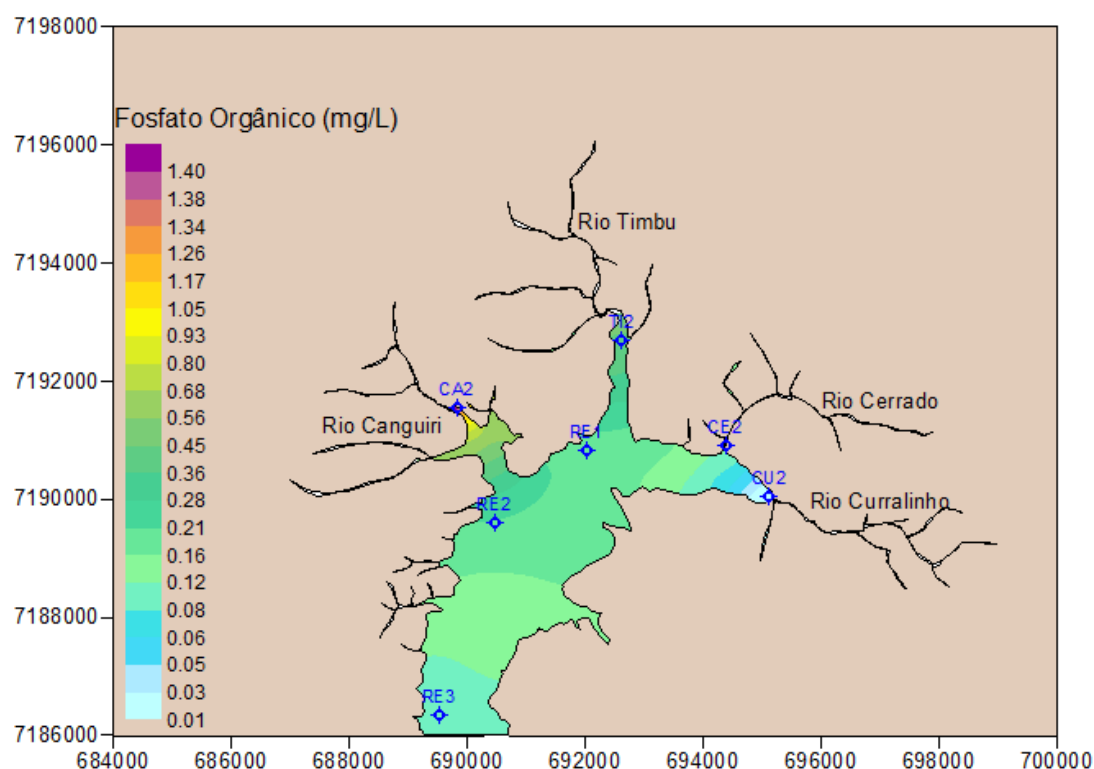 7198000
7196000
7194000
7192000
7190000
7188000
7186000
Fosfato Orgânico (mg/L)
1.40
1.38
1.34
1.26
1.17
1.05
0.93
0.80
0.68
0.56
0.45
0.36
0.28
0.21
0.16
0.12
0.08
0.06
0.05
0.03
0.01
Rio Timbu
TI2
CA2
Rio Canguiri
RE1
CE2
Rio Cerrado
CU2
Rio Curralinho
RE2
RE3
684000 686000 688000 690000 692000 694000 696000 698000 700000